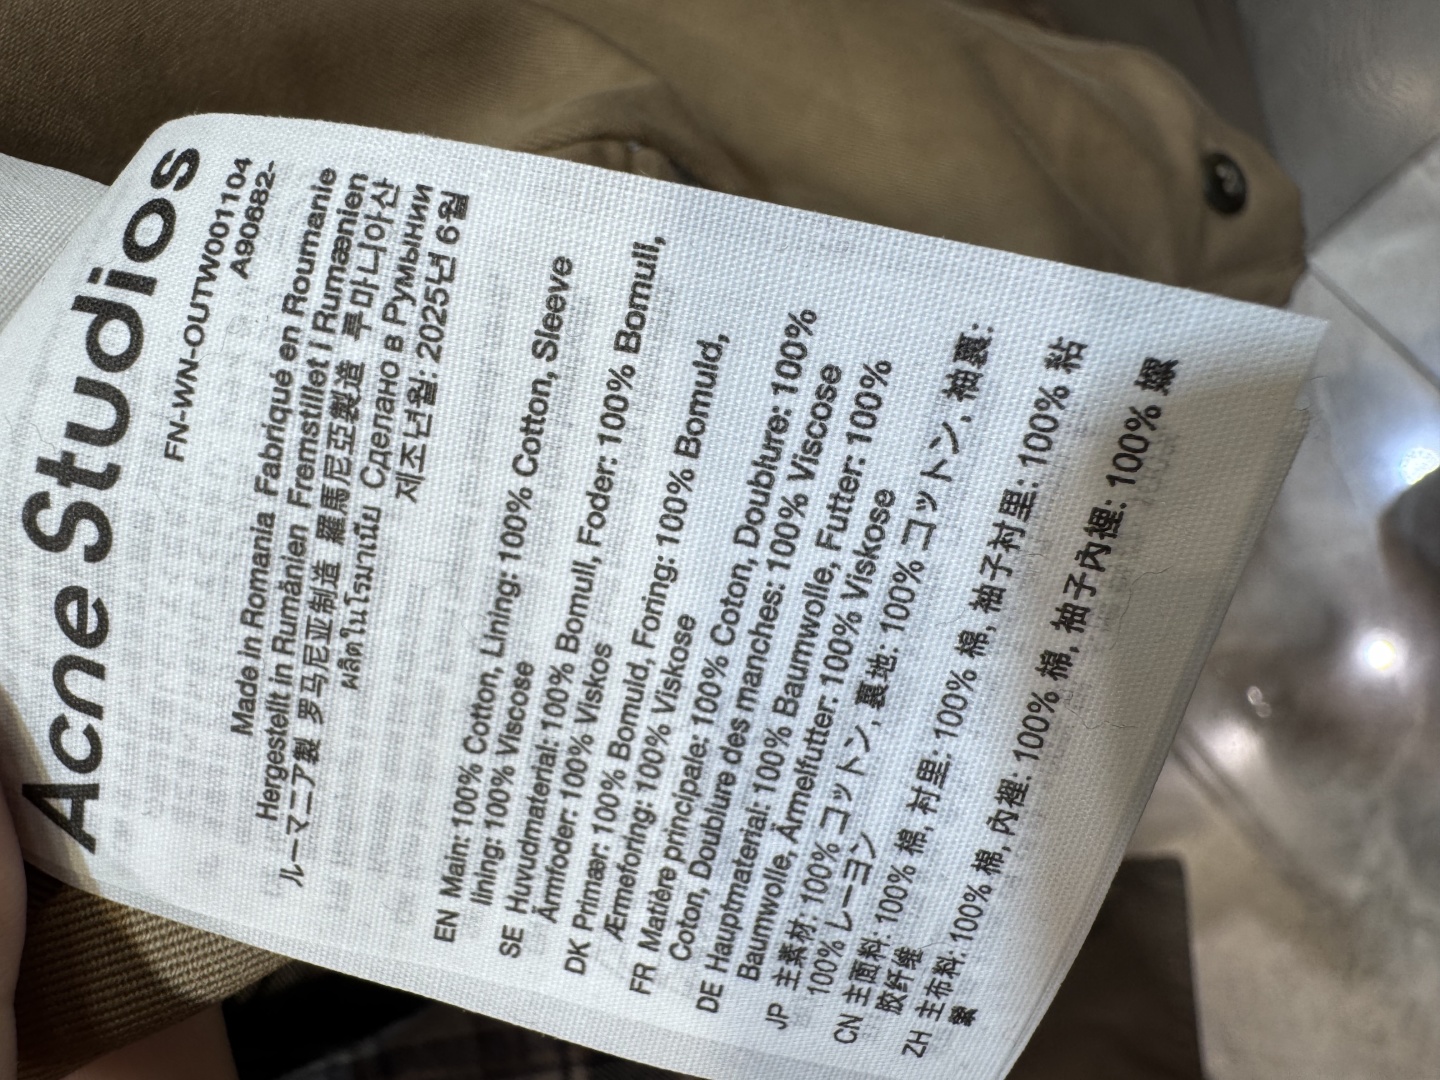 Acne Studios
FN-WN-OUTW001104
A90682-
Made in Romania Fabriqué en Roumanie
Hergestellt in Rumänien Fremstillet i Rumænien
ルーマニア製 罗马尼亚制造 羅馬尼亞製造 루마니아산
ผลิตในโรมาเนีย Сделано в Румынии
제조년월: 2025년 6월
EN Main: 100% Cotton, Lining: 100% Cotton, Sleeve
lining: 100% Viscose
SE Huvudmaterial: 100% Bomull, Foder: 100% Bomull,
Ärmfoder: 100% Viskos
DK Primær: 100% Bomuld, Foring: 100% Bomuld,
Ærmeforing: 100% Viskose
FR Matière principale: 100% Coton, Doublure: 100%
Coton, Doublure des manches: 100% Viscose
DE Hauptmaterial: 100% Baumwolle, Futter: 100%
Baumwolle, Ärmelfutter: 100% Viskose
JP 主素材: 100% コットン, 裏地: 100% コットン, 袖裏:
100% レーヨン
CN 主面料: 100% 棉, 衬里: 100% 棉, 袖子衬里: 100% 粘
胶纤维
ZH 主布料: 100% 棉, 內裡: 100% 棉, 袖子內裡: 100% 嫘
縈